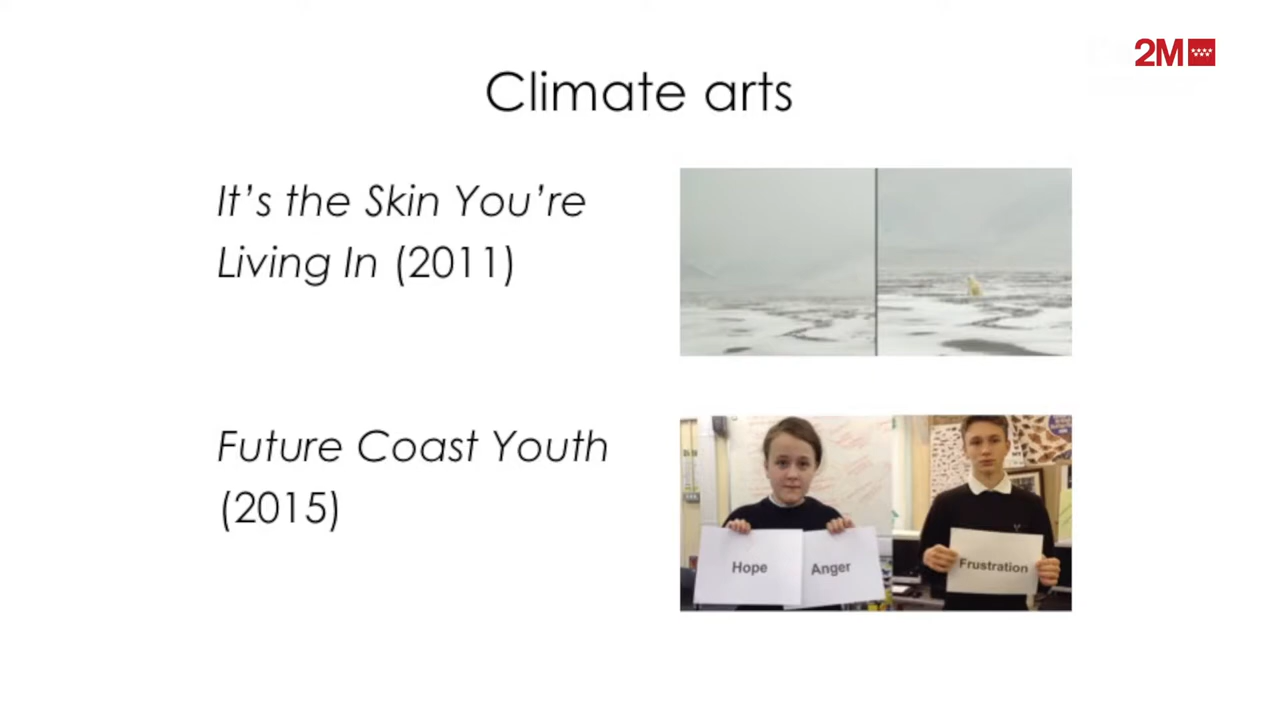 2M
Climate arts
It's the Skin You're
Living In (2011)
Future Coast Youth
(2015)
Hope
Anger
Frustration